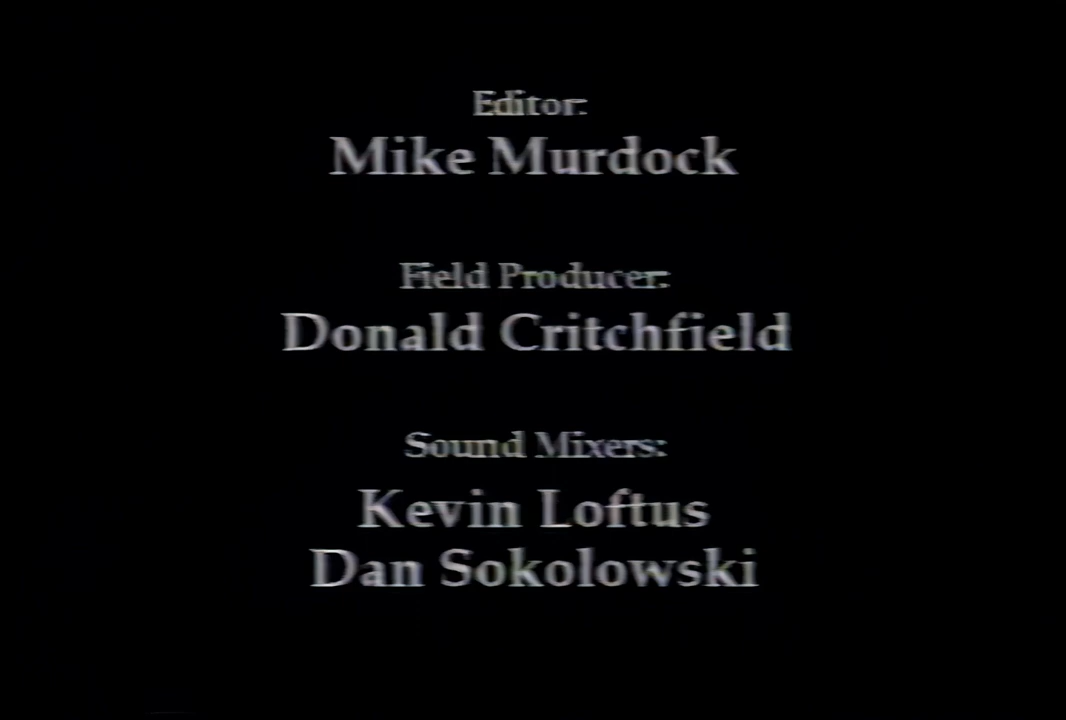 Editor:
Mike Murdock
Field Producer:
Donald Critchfield
Sound Mixers:
Kevin Loftus
Dan Sokolowski